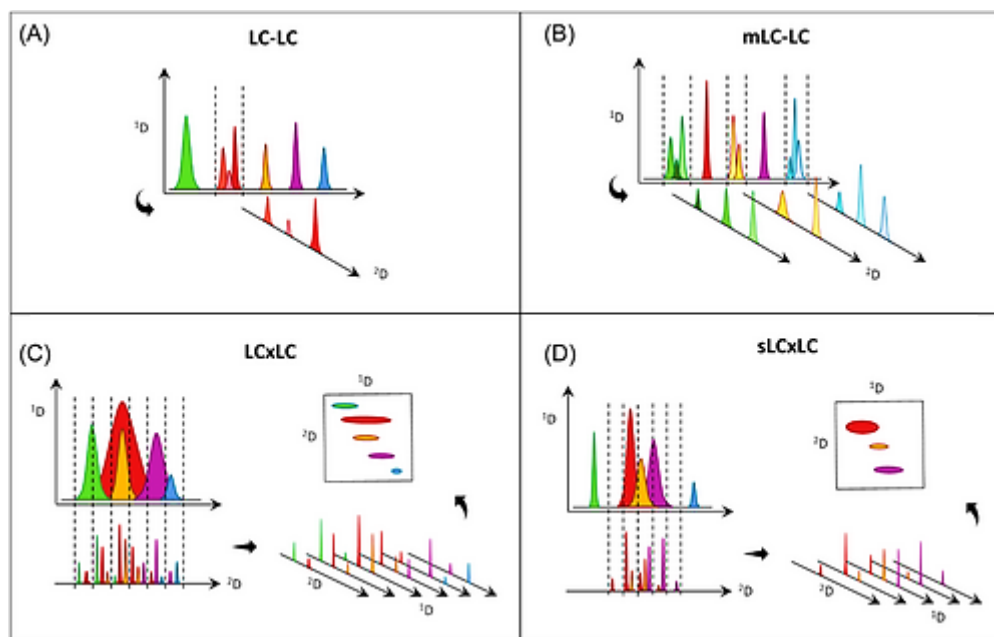 (A)
LC-LC
¹D
²D
(B)
mLC-LC
¹D
²D
(C)
LCxLC
¹D
¹D
²D
²D
²D
¹D
(D)
sLCxLC
¹D
¹D
²D
²D
²D
¹D